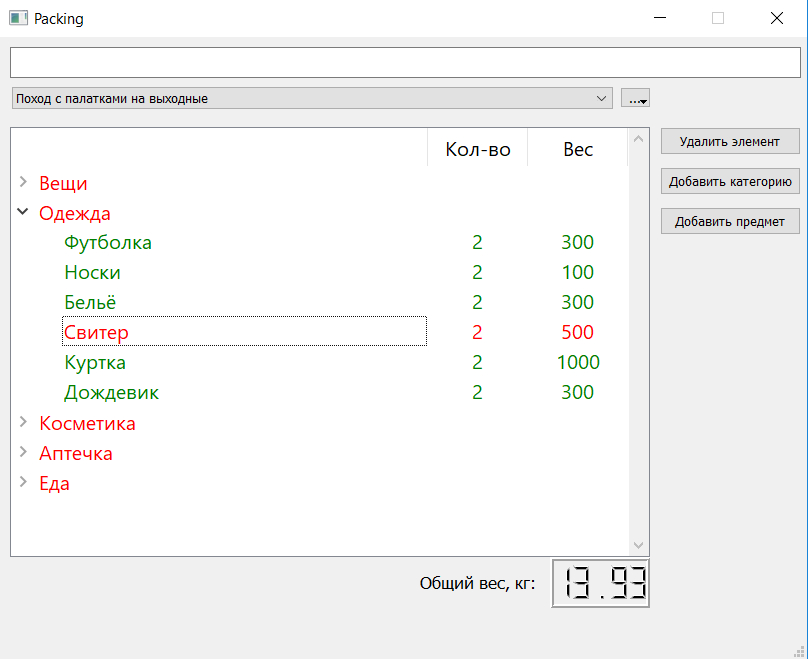 Packing
Поход с палатками на выходные ...
Кол-во Вес
Удалить элемент
Вещи
Добавить категорию
Одежда
Добавить предмет
Футболка 2 300
Носки 2 100
Бельё 2 300
Свитер 2 500
Куртка 2 1000
Дождевик 2 300
Косметика
Аптечка
Еда
Общий вес, кг: 13.93